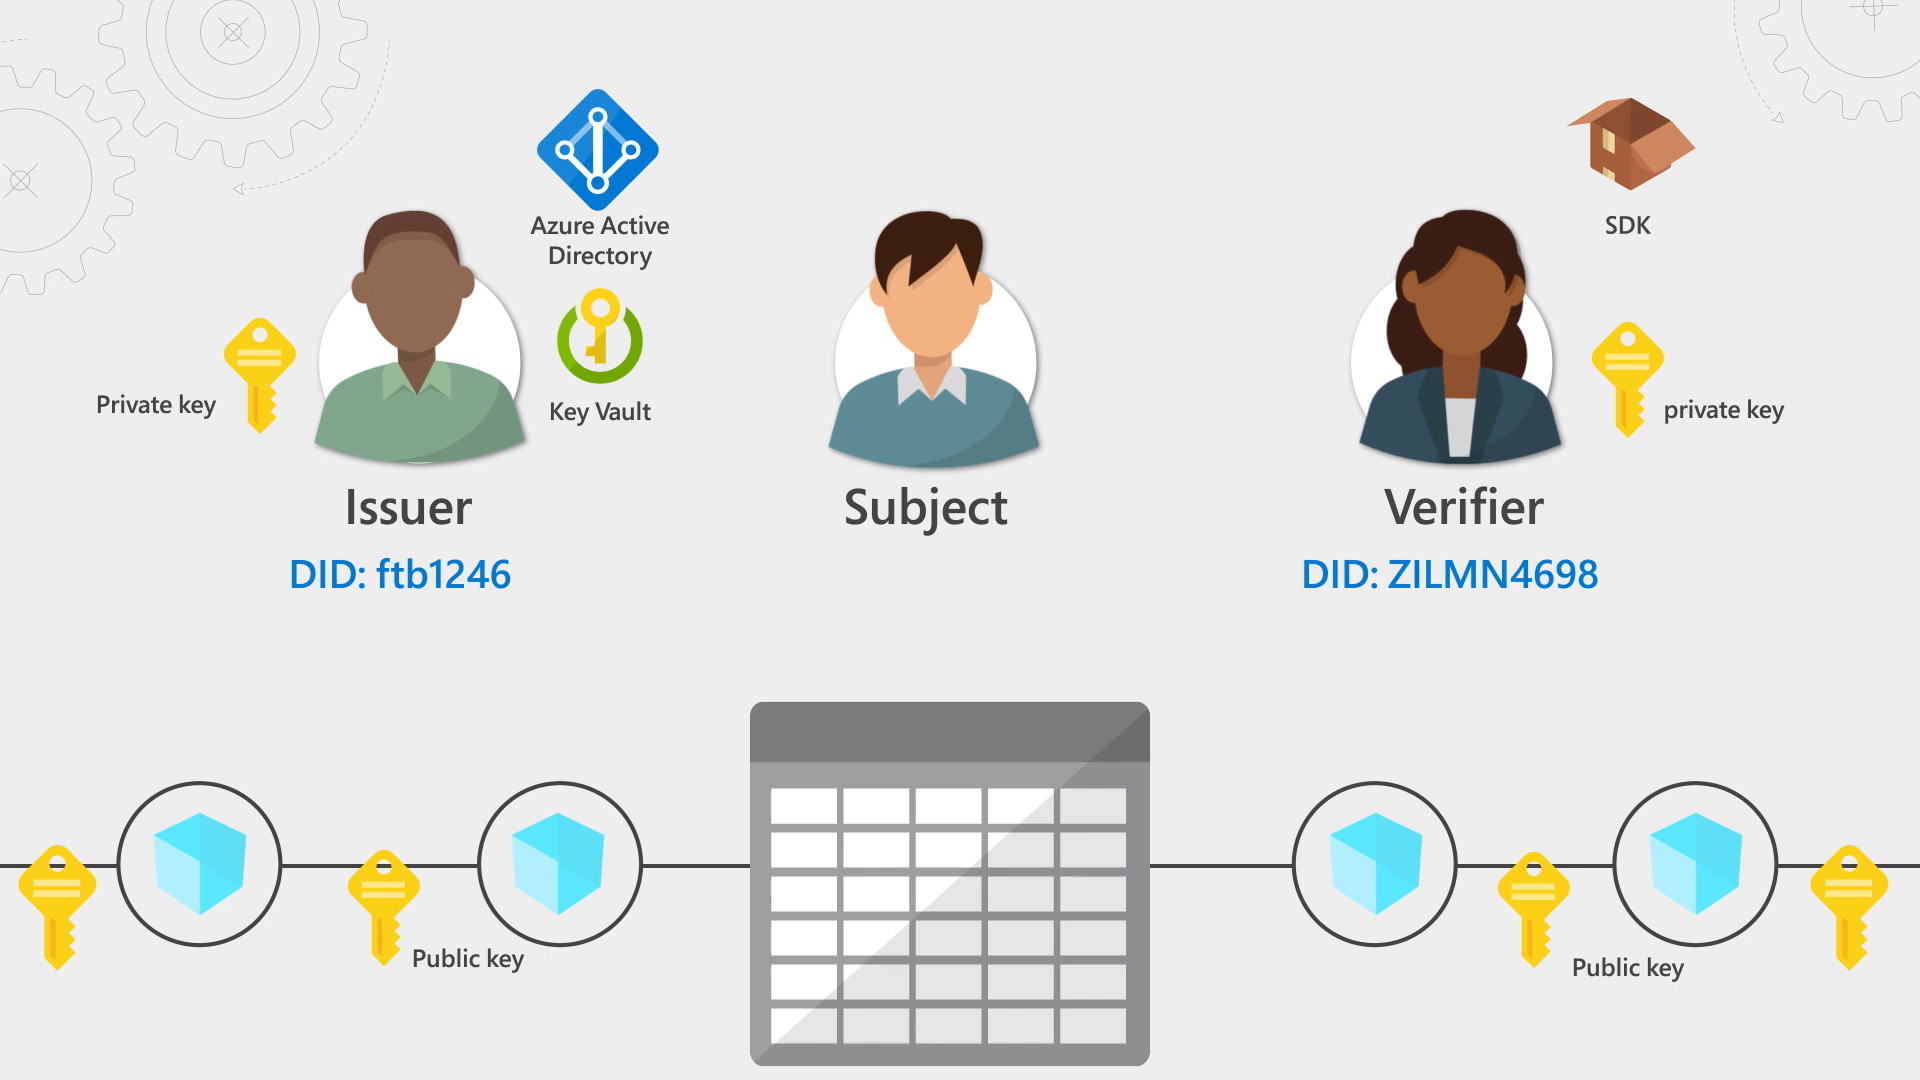 Azure Active
Directory
SDK
Private key
Key Vault
private key
Issuer
Subject
Verifier
DID: ftb1246
DID: ZILMN4698
Public key
Public key